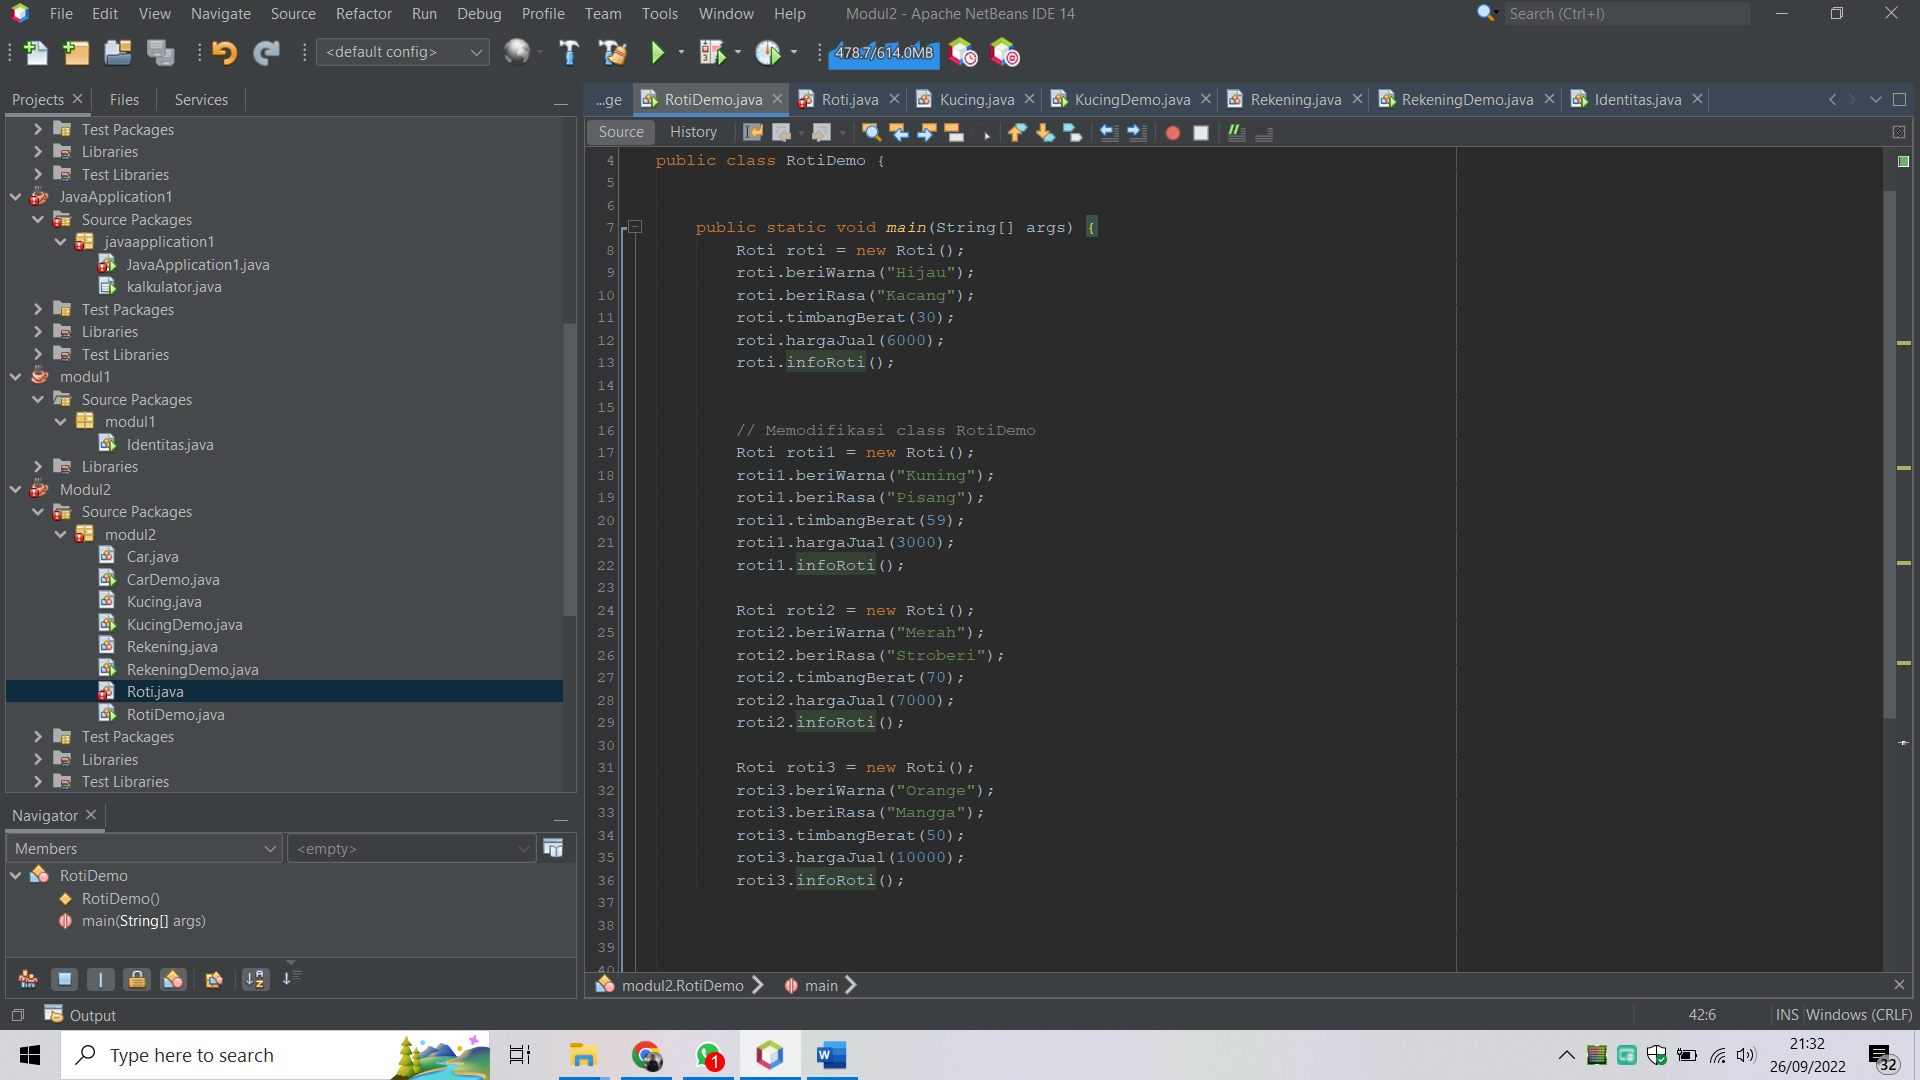 File Edit View Navigate Source Refactor Run Debug Profile Team Tools Window Help Modul2 - Apache NetBeans IDE 14 Search (Ctrl+I)
<default config> 478.7/614.0MB
Projects Files Services
Test Packages
Libraries
Test Libraries
JavaApplication1
Source Packages
javaapplication1
JavaApplication1.java
kalkulator.java
Test Packages
Libraries
Test Libraries
modul1
Source Packages
modul1
Identitas.java
Libraries
Modul2
Source Packages
modul2
Car.java
CarDemo.java
Kucing.java
KucingDemo.java
Rekening.java
RekeningDemo.java
Roti.java
RotiDemo.java
Test Packages
Libraries
Test Libraries
Navigator
Members <empty>
RotiDemo
RotiDemo()
main(String[] args)
...ge RotiDemo.java Roti.java Kucing.java KucingDemo.java Rekening.java RekeningDemo.java Identitas.java
Source History
4 public class RotiDemo {
5
6
7 public static void main(String[] args) {
8 Roti roti = new Roti();
9 roti.beriWarna("Hijau");
10 roti.beriRasa("Kacang");
11 roti.timbangBerat(30);
12 roti.hargaJual(6000);
13 roti.infoRoti();
14
15
16 // Memodifikasi class RotiDemo
17 Roti roti1 = new Roti();
18 roti1.beriWarna("Kuning");
19 roti1.beriRasa("Pisang");
20 roti1.timbangBerat(59);
21 roti1.hargaJual(3000);
22 roti1.infoRoti();
23
24 Roti roti2 = new Roti();
25 roti2.beriWarna("Merah");
26 roti2.beriRasa("Stroberi");
27 roti2.timbangBerat(70);
28 roti2.hargaJual(7000);
29 roti2.infoRoti();
30
31 Roti roti3 = new Roti();
32 roti3.beriWarna("Orange");
33 roti3.beriRasa("Mangga");
34 roti3.timbangBerat(50);
35 roti3.hargaJual(10000);
36 roti3.infoRoti();
37
38
39
40
modul2.RotiDemo main
Output 42:6 INS Windows (CRLF)
Type here to search 1 21:32
26/09/2022 32